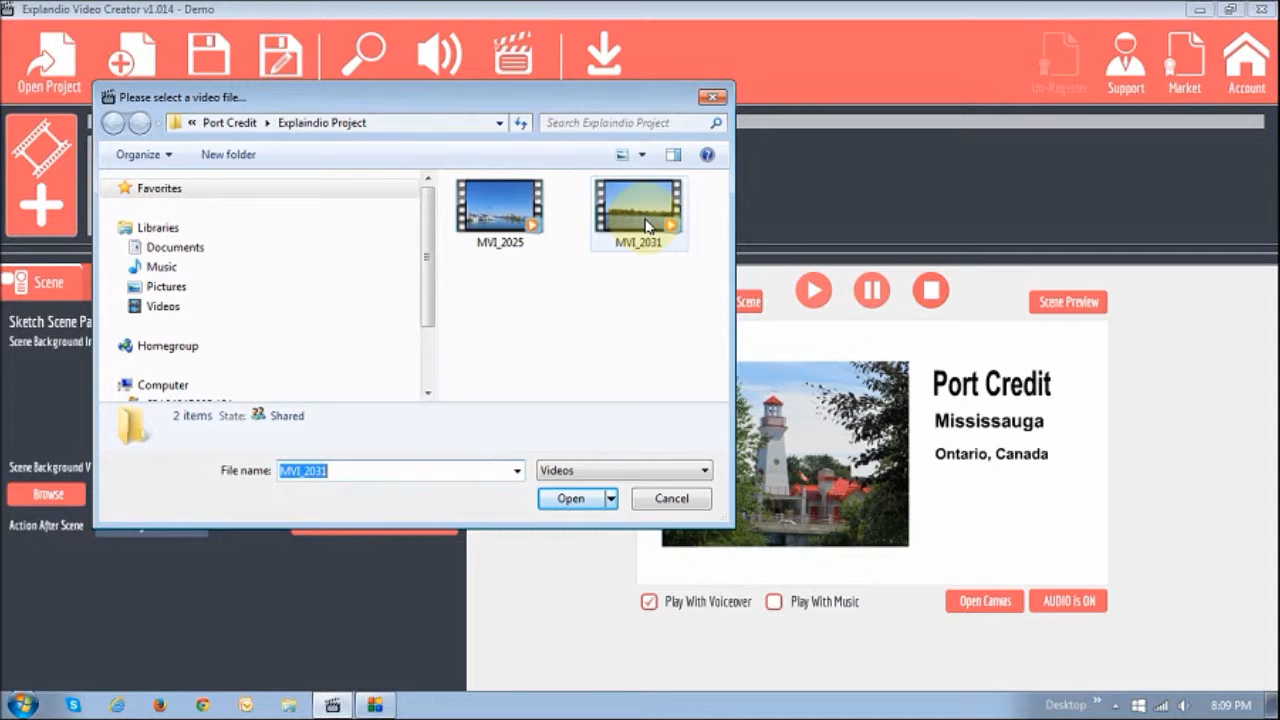 Explandio Video Creator v1.014 - Demo
Open Project
Un-Register
Support
Market
Account
Please select a video file...
« Port Credit
Explaindio Project
Search Explaindio Project
Organize
New folder
Favorites
Libraries
Documents
Music
Pictures
Videos
Homegroup
Computer
MVI_2025
MVI_2031
2 items State: Shared
File name: MVI_2031
Videos
Open
Cancel
Scene
Sketch Scene Pa
Scene Background Im
Scene Background V
Browse
Action After Scene
Scene
Scene Preview
Port Credit
Mississauga
Ontario, Canada
Play With Voiceover
Play With Music
Open Canvas
AUDIO is ON
Desktop »
8:09 PM